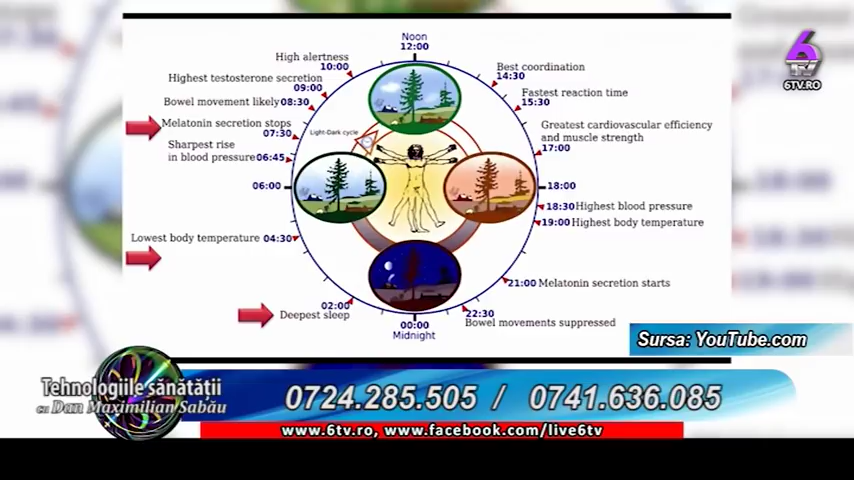 Noon
12:00
High alertness
10:00
Highest testosterone secretion
09:00
Bowel movement likely 08:30
Melatonin secretion stops
07:30
Sharpest rise
in blood pressure 06:45
Light-Dark cycle
06:00
Lowest body temperature 04:30
02:00
Deepest sleep
00:00
Midnight
Best coordination
14:30
Fastest reaction time
15:30
Greatest cardiovascular efficiency
and muscle strength
17:00
18:00
18:30 Highest blood pressure
19:00 Highest body temperature
21:00 Melatonin secretion starts
22:30
Bowel movements suppressed
6
TV
6TV.RO
Sursa: YouTube.com
Tehnologiile sănătății
cu Dan Maximilian Sabău
0724.285.505 / 0741.636.085
www.6tv.ro, www.facebook.com/live6tv